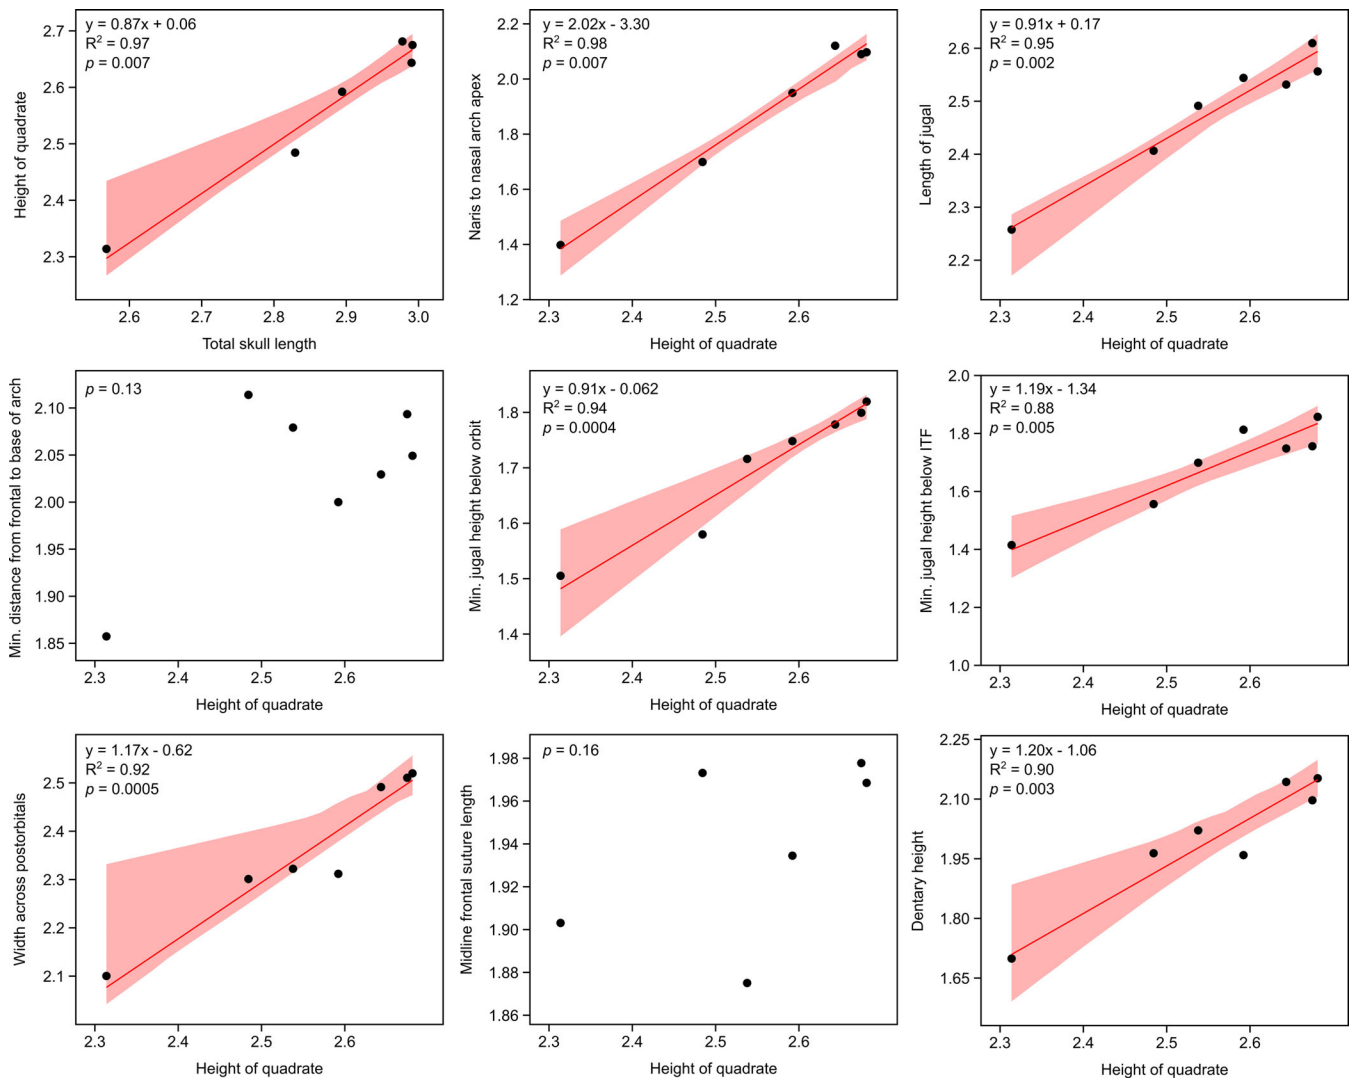 y = 0.87x + 0.06
R² = 0.97
p = 0.007
2.7
2.6
2.5
2.4
2.3
Height of quadrate
2.6 2.7 2.8 2.9 3.0
Total skull length
y = 2.02x - 3.30
R² = 0.98
p = 0.007
2.2
2.0
1.8
1.6
1.4
1.2
Naris to nasal arch apex
2.3 2.4 2.5 2.6
Height of quadrate
y = 0.91x + 0.17
R² = 0.95
p = 0.002
2.6
2.5
2.4
2.3
2.2
Length of jugal
2.3 2.4 2.5 2.6
Height of quadrate
p = 0.13
2.10
2.05
2.00
1.95
1.90
1.85
Min. distance from frontal to base of arch
2.3 2.4 2.5 2.6
Height of quadrate
y = 0.91x - 0.062
R² = 0.94
p = 0.0004
1.8
1.7
1.6
1.5
1.4
Min. jugal height below orbit
2.3 2.4 2.5 2.6
Height of quadrate
y = 1.19x - 1.34
R² = 0.88
p = 0.005
2.0
1.8
1.6
1.4
1.2
1.0
Min. jugal height below ITF
2.3 2.4 2.5 2.6
Height of quadrate
y = 1.17x - 0.62
R² = 0.92
p = 0.0005
2.5
2.4
2.3
2.2
2.1
Width across postorbitals
2.3 2.4 2.5 2.6
Height of quadrate
p = 0.16
1.98
1.96
1.94
1.92
1.90
1.88
1.86
Midline frontal suture length
2.3 2.4 2.5 2.6
Height of quadrate
y = 1.20x - 1.06
R² = 0.90
p = 0.003
2.25
2.10
1.95
1.80
1.65
Dentary height
2.3 2.4 2.5 2.6
Height of quadrate